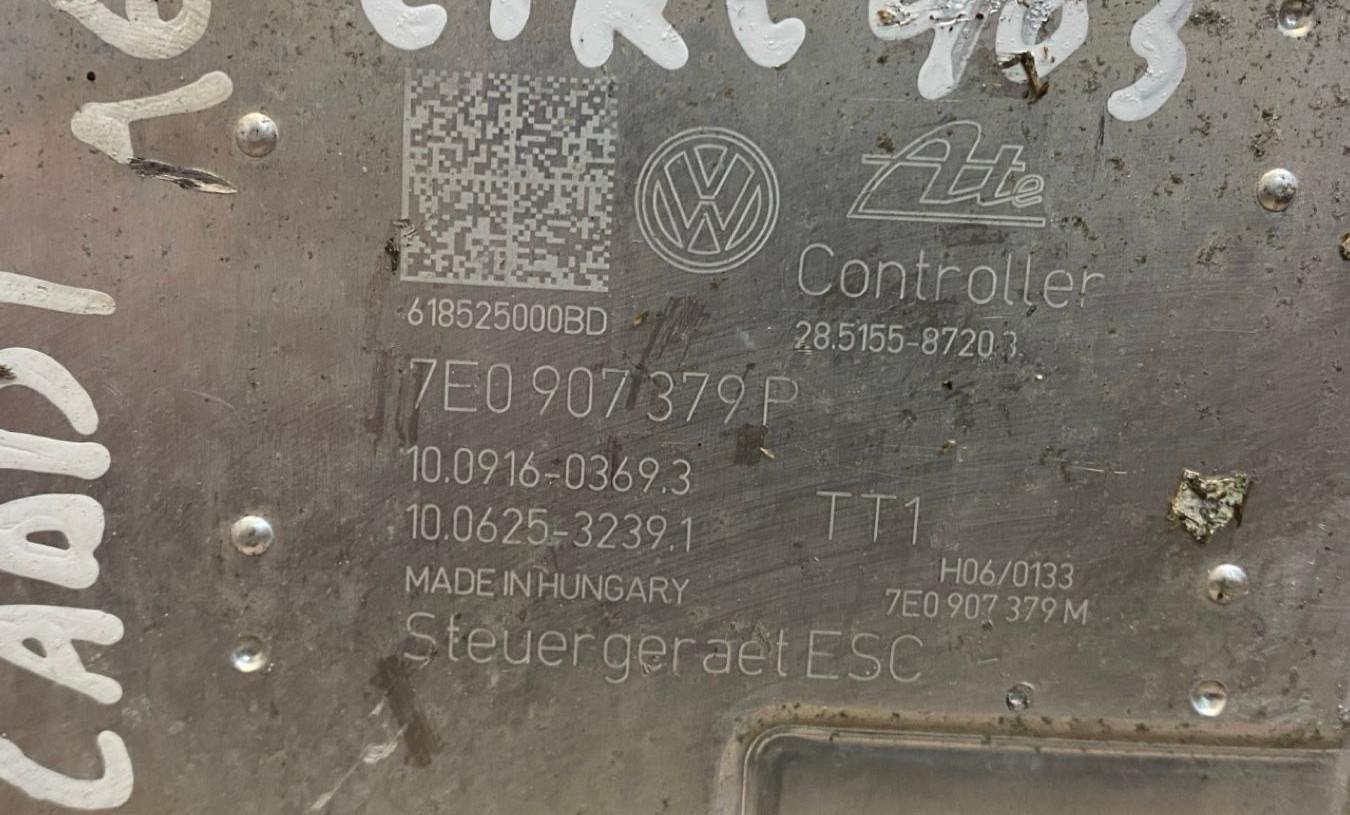 Ate
Controller
618525000BD
28.5155-8720.3
7E0 907 379 P
10.0916-0369.3
10.0625-3239.1
TT1
MADE IN HUNGARY
H06/0133
7E0 907 379 M
Steuergeraet ESC